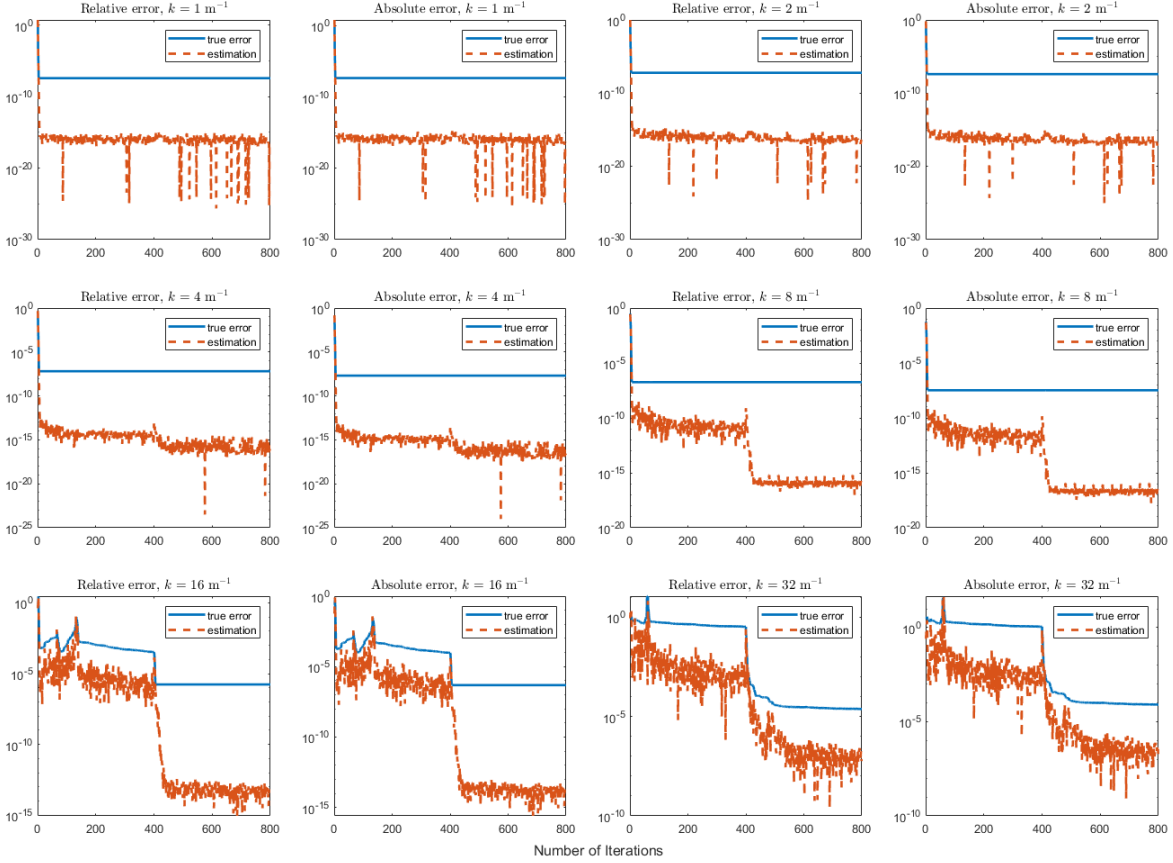 Relative error, k = 1 m⁻¹
10⁰
10⁻¹⁰
10⁻²⁰
10⁻³⁰
0 200 400 600 800
true error
estimation
Absolute error, k = 1 m⁻¹
10⁰
10⁻¹⁰
10⁻²⁰
10⁻³⁰
0 200 400 600 800
true error
estimation
Relative error, k = 2 m⁻¹
10⁰
10⁻¹⁰
10⁻²⁰
10⁻³⁰
0 200 400 600 800
true error
estimation
Absolute error, k = 2 m⁻¹
10⁰
10⁻¹⁰
10⁻²⁰
10⁻³⁰
0 200 400 600 800
true error
estimation
Relative error, k = 4 m⁻¹
10⁰
10⁻⁵
10⁻¹⁰
10⁻¹⁵
10⁻²⁰
10⁻²⁵
0 200 400 600 800
true error
estimation
Absolute error, k = 4 m⁻¹
10⁰
10⁻⁵
10⁻¹⁰
10⁻¹⁵
10⁻²⁰
10⁻²⁵
0 200 400 600 800
true error
estimation
Relative error, k = 8 m⁻¹
10⁰
10⁻⁵
10⁻¹⁰
10⁻¹⁵
10⁻²⁰
0 200 400 600 800
true error
estimation
Absolute error, k = 8 m⁻¹
10⁰
10⁻⁵
10⁻¹⁰
10⁻¹⁵
10⁻²⁰
0 200 400 600 800
true error
estimation
Relative error, k = 16 m⁻¹
10⁰
10⁻⁵
10⁻¹⁰
10⁻¹⁵
0 200 400 600 800
true error
estimation
Absolute error, k = 16 m⁻¹
10⁰
10⁻⁵
10⁻¹⁰
10⁻¹⁵
0 200 400 600 800
true error
estimation
Relative error, k = 32 m⁻¹
10⁰
10⁻⁵
10⁻¹⁰
0 200 400 600 800
true error
estimation
Absolute error, k = 32 m⁻¹
10⁰
10⁻⁵
10⁻¹⁰
0 200 400 600 800
true error
estimation
Number of Iterations